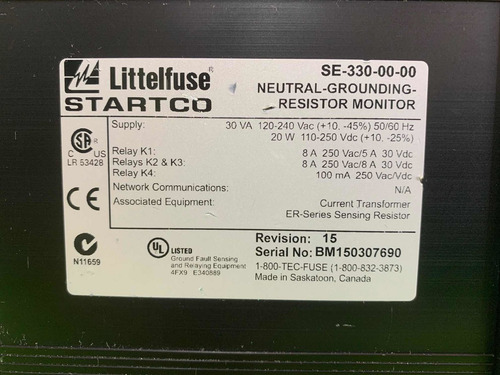 Littelfuse®
STARTCO
SE-330-00-00
NEUTRAL-GROUNDING-
RESISTOR MONITOR
Supply: 30 VA 120-240 Vac (+10. -45%) 50/60 Hz
20 W 110-250 Vdc (+10. -25%)
Relay K1: 8 A 250 Vac/5 A 30 Vdc
Relays K2 & K3: 8 A 250 Vac/8 A 30 Vdc
Relay K4: 100 mA 250 Vac/Vdc
Network Communications: N/A
Associated Equipment: Current Transformer
ER-Series Sensing Resistor
SA
C US
LR 53428
N11659
UL LISTED
Ground Fault Sensing
and Relaying Equipment
4FX9 E340889
Revision: 15
Serial No: BM150307690
1-800-TEC-FUSE (1-800-832-3873)
Made in Saskatoon, Canada